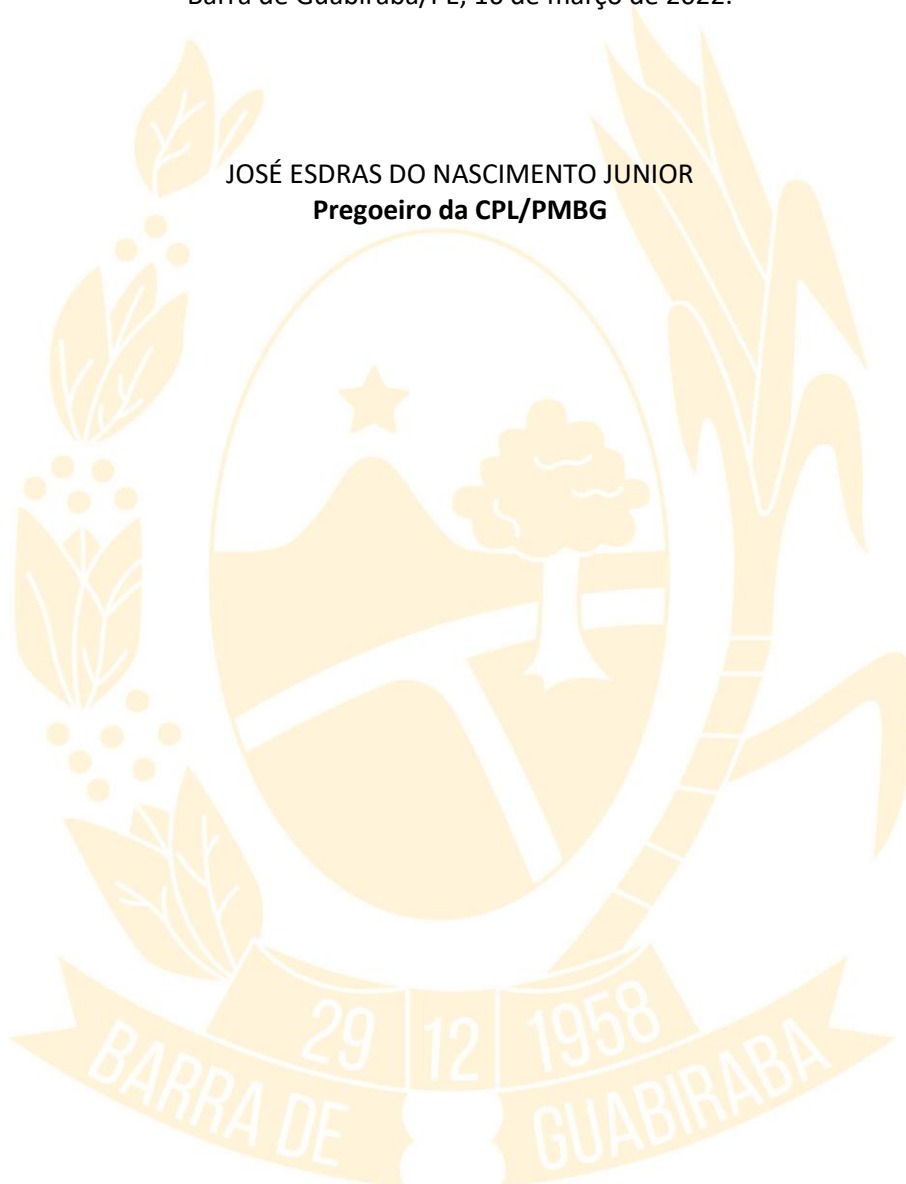 Barra de Guabiraba/PE, 10 de março de 2022.
JOSÉ ESDRAS DO NASCIMENTO JUNIOR
Pregoeiro da CPL/PMBG
29 12 1958
BARRA DE GUABIRABA